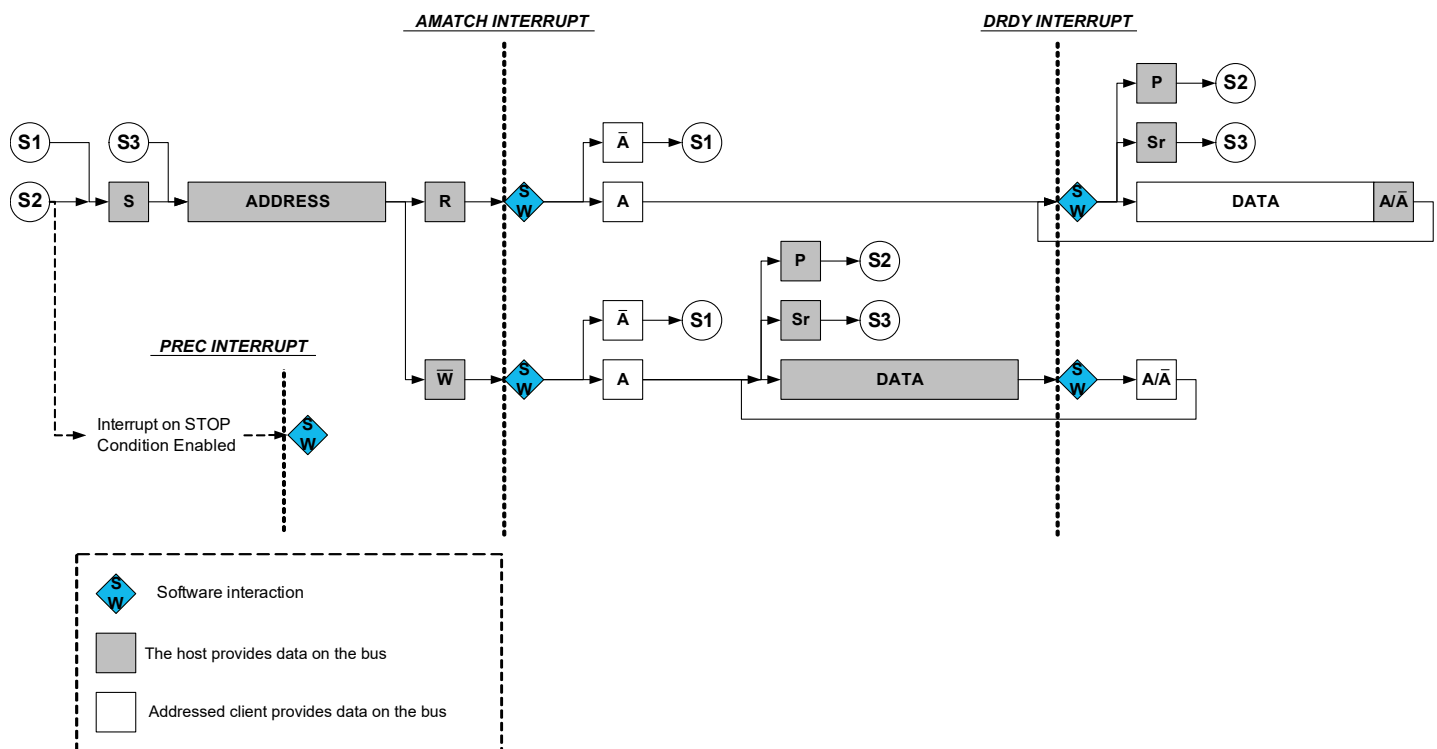 AMATCH INTERRUPT
DRDY INTERRUPT
P
S2
S1
S3
Ā
S1
Sr
S3
S2
S
ADDRESS
R
S W
A
S W
DATA
A/Ā
P
S2
Ā
S1
Sr
S3
PREC INTERRUPT
W̅
S W
A
DATA
S W
A/Ā
Interrupt on STOP
Condition Enabled
S W
S W
Software interaction
The host provides data on the bus
Addressed client provides data on the bus